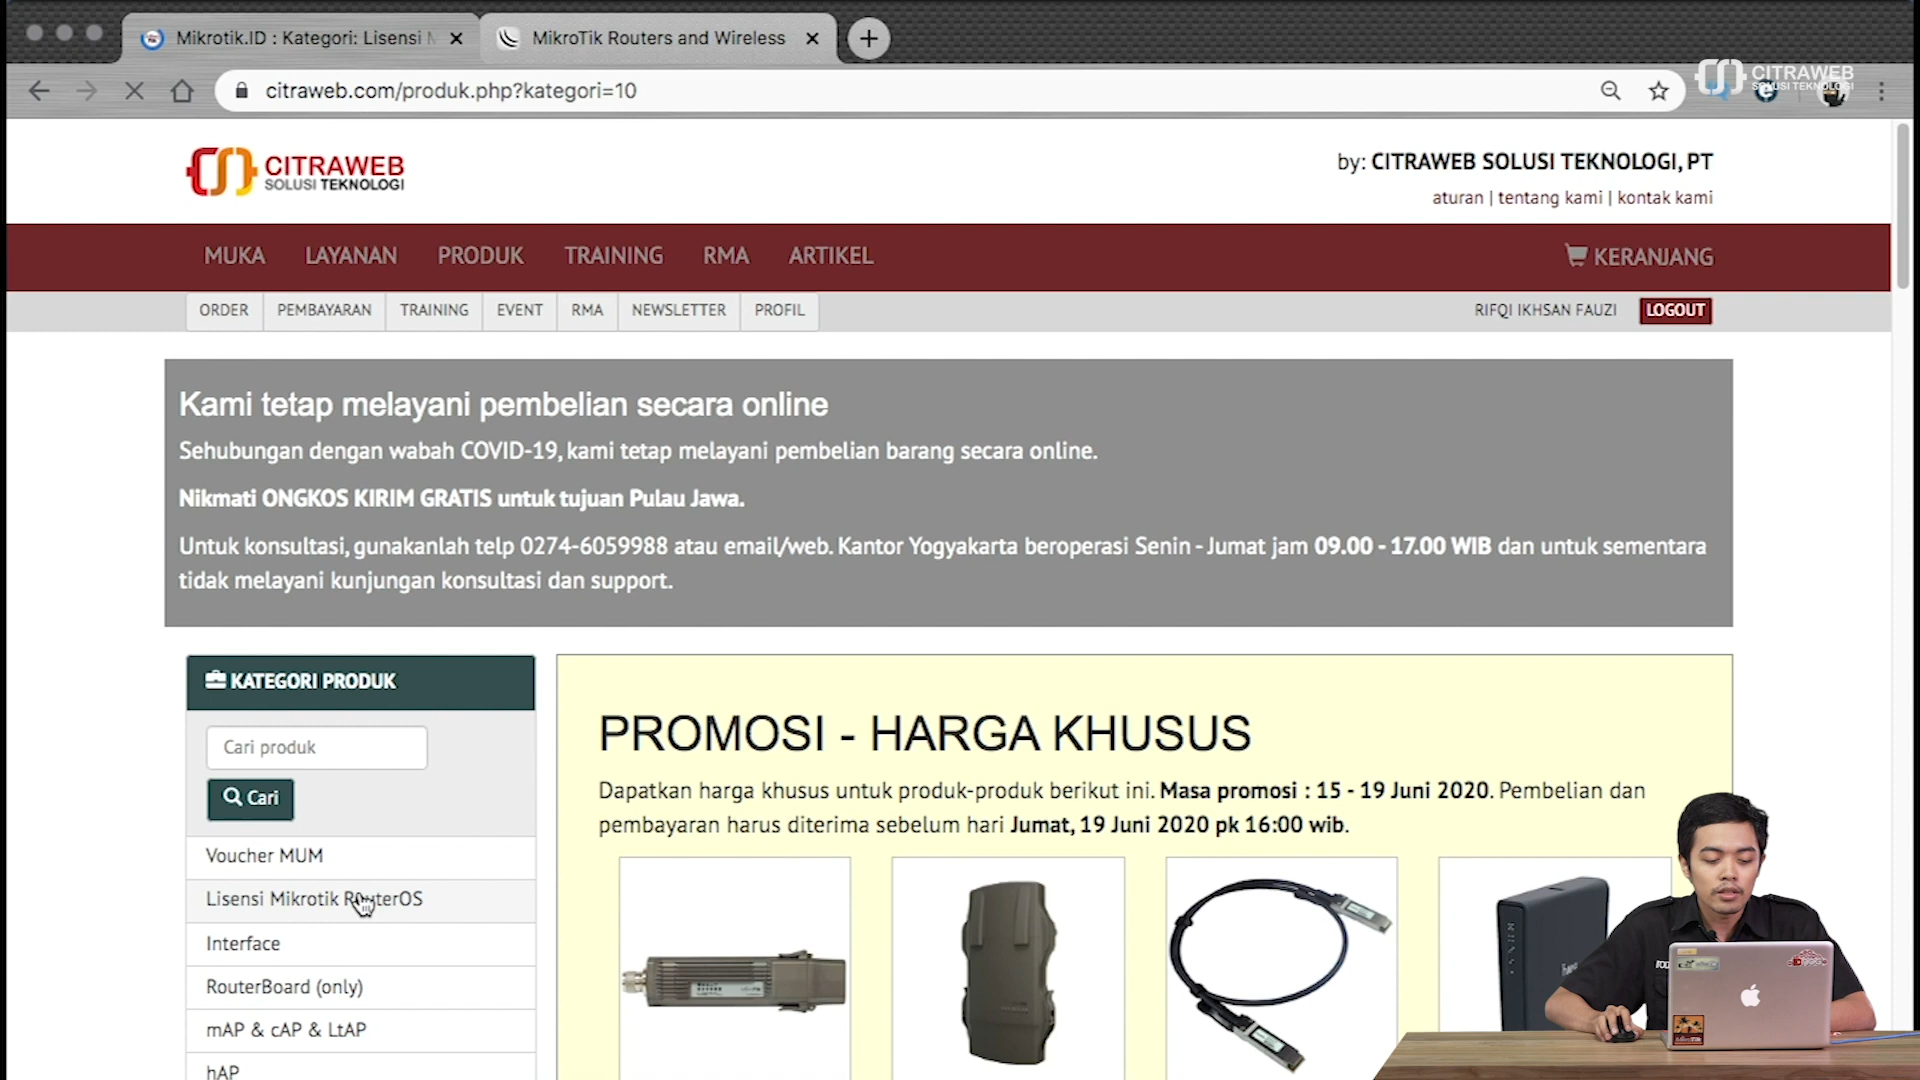 Mikrotik.ID : Kategori: Lisensi M
MikroTik Routers and Wireless
citraweb.com/produk.php?kategori=10
CITRAWEB
SOLUSI TEKNOLOGI
CITRAWEB
SOLUSI TEKNOLOGI
by: CITRAWEB SOLUSI TEKNOLOGI, PT
aturan | tentang kami | kontak kami
MUKA LAYANAN PRODUK TRAINING RMA ARTIKEL KERANJANG
ORDER PEMBAYARAN TRAINING EVENT RMA NEWSLETTER PROFIL RIFQI IKHSAN FAUZI LOGOUT
Kami tetap melayani pembelian secara online
Sehubungan dengan wabah COVID-19, kami tetap melayani pembelian barang secara online.
Nikmati ONGKOS KIRIM GRATIS untuk tujuan Pulau Jawa.
Untuk konsultasi, gunakanlah telp 0274-6059988 atau email/web. Kantor Yogyakarta beroperasi Senin - Jumat jam 09.00 - 17.00 WIB dan untuk sementara
tidak melayani kunjungan konsultasi dan support.
KATEGORI PRODUK
Cari produk
Cari
Voucher MUM
Lisensi Mikrotik RouterOS
Interface
RouterBoard (only)
mAP & cAP & LtAP
hAP
PROMOSI - HARGA KHUSUS
Dapatkan harga khusus untuk produk-produk berikut ini. Masa promosi : 15 - 19 Juni 2020. Pembelian dan
pembayaran harus diterima sebelum hari Jumat, 19 Juni 2020 pk 16:00 wib.